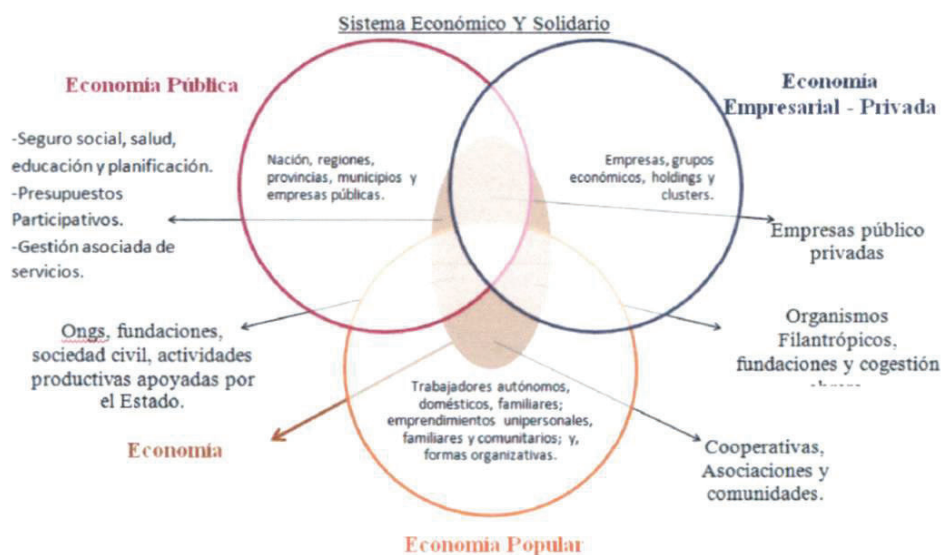 Sistema Económico Y Solidario
Economía Pública
Economía
Empresarial - Privada
-Seguro social, salud,
educación y planificación.
-Presupuestos
Participativos.
-Gestión asociada de
servicios.
Nación, regiones,
provincias, municipios y
empresas públicas.
Empresas, grupos
económicos, holdings y
clusters.
Empresas público
privadas
Ongs, fundaciones,
sociedad civil, actividades
productivas apoyadas por
el Estado.
Organismos
Filantrópicos,
fundaciones y cogestión
Trabajadores autónomos,
domésticos, familiares;
emprendimientos unipersonales,
familiares y comunitarios; y,
formas organizativas.
Economía
Cooperativas,
Asociaciones y
comunidades.
Economía Popular